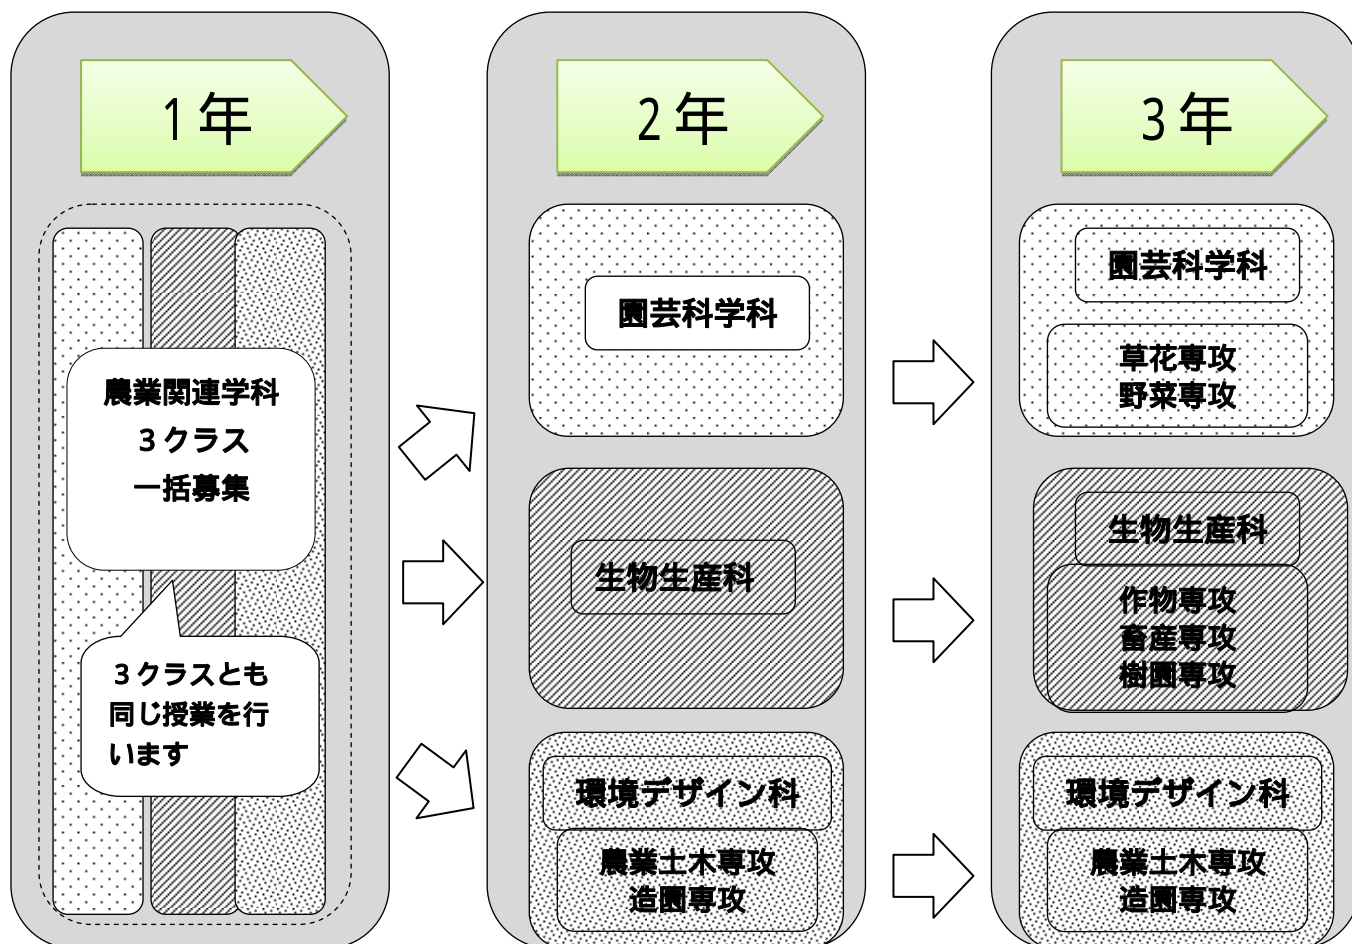 1年
農業関連学科
3クラス
一括募集
3クラスとも
同じ授業を行
います
2年
園芸科学科
生物生産科
環境デザイン科
農業土木専攻
造園専攻
3年
園芸科学科
草花専攻
野菜専攻
生物生産科
作物専攻
畜産専攻
樹園専攻
環境デザイン科
農業土木専攻
造園専攻